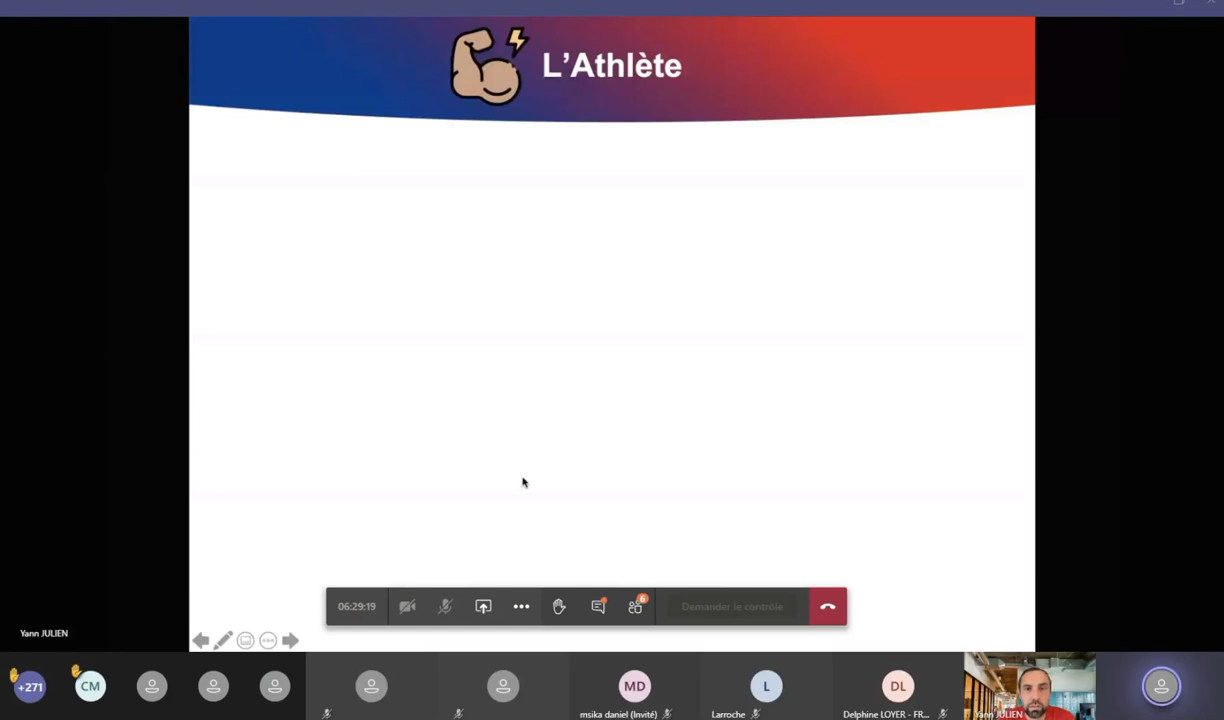 L'Athlète
06:29:19
6
Demander le contrôle
Yann JULIEN
+271
CM
MD
L
DL
msika daniel (Invité)
Larroche
Delphine LOYER - FR...
Yann JULIEN